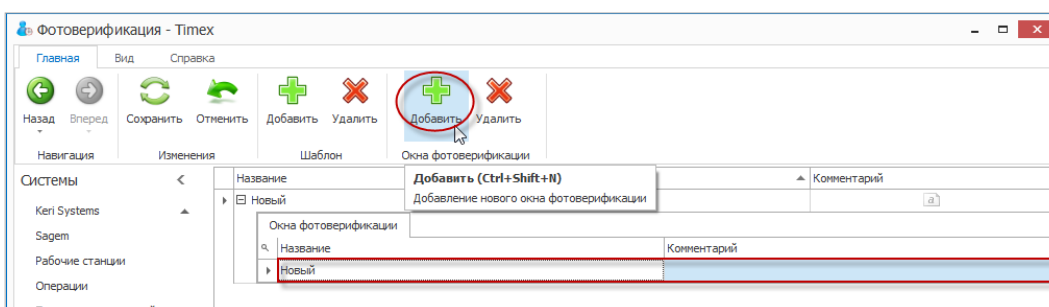 Фотоверификация - Timex
Главная Вид Справка
Назад Вперед Сохранить Отменить Добавить Удалить Добавить Удалить
Навигация Изменения Шаблон Окна фотоверификации
Системы
Keri Systems
Sagem
Рабочие станции
Операции
Название Комментарий
Новый
Добавить (Ctrl+Shift+N)
Добавление нового окна фотоверификации
Окна фотоверификации
Название Комментарий
Новый